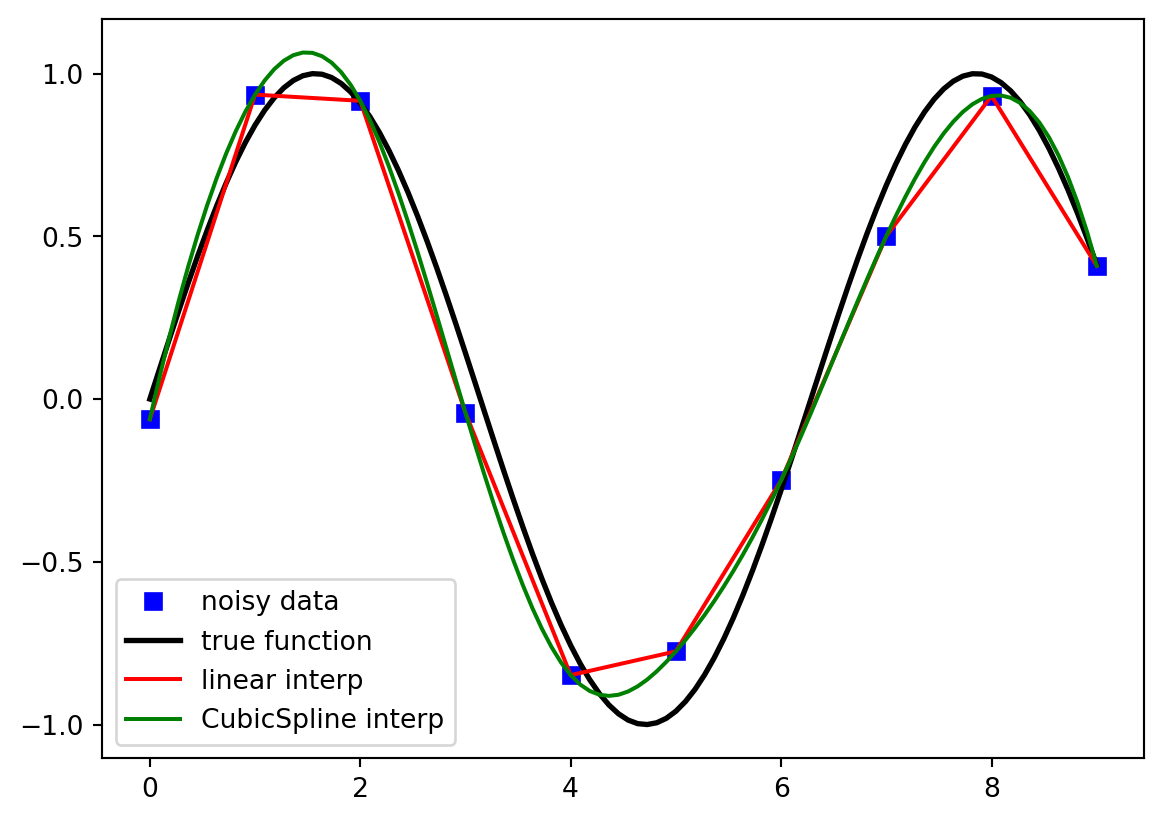 1.0
0.5
0.0
−0.5
−1.0
noisy data
true function
linear interp
CubicSpline interp
0 2 4 6 8